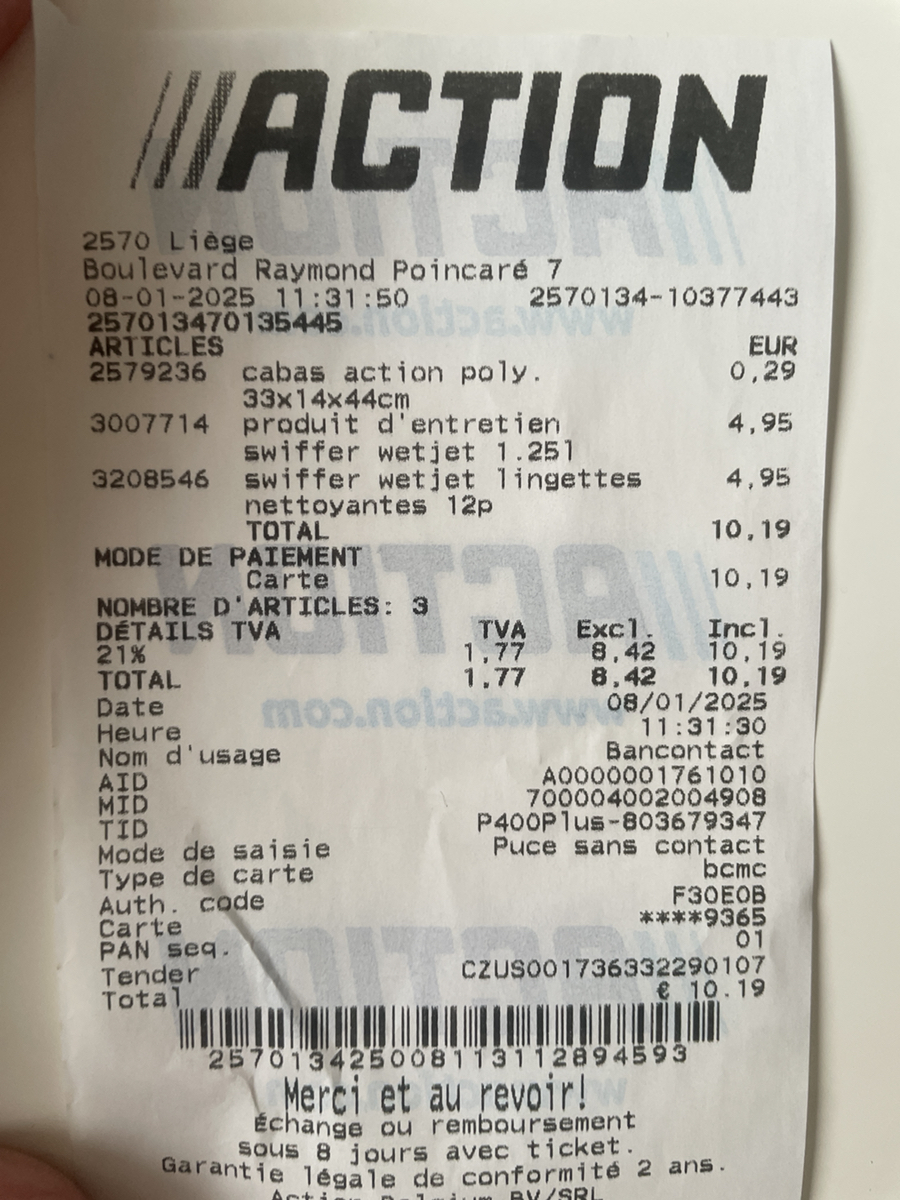 ACTION
2570 Liège
Boulevard Raymond Poincaré 7
08-01-2025 11:31:50 2570134-10377443
257013470135445
ARTICLES EUR
2579236 cabas action poly. 0,29
33x14x44cm
3007714 produit d'entretien 4,95
swiffer wetjet 1.25l
3208546 swiffer wetjet lingettes 4,95
nettoyantes 12p
TOTAL 10,19
MODE DE PAIEMENT
Carte 10,19
NOMBRE D'ARTICLES: 3
DÉTAILS TVA TVA Excl. Incl.
21% 1,77 8,42 10,19
TOTAL 1,77 8,42 10,19
Date 08/01/2025
Heure 11:31:30
Nom d'usage Bancontact
AID A0000001761010
MID 700004002004908
TID P400Plus-803679347
Mode de saisie Puce sans contact
Type de carte bcmc
Auth. code F30E0B
Carte ****9365
PAN seq. 01
Tender CZUS001736332290107
Total € 10.19
257013425008113112894593
Merci et au revoir!
Échange ou remboursement
sous 8 jours avec ticket.
Garantie légale de conformité 2 ans.
Action Belgium BV/SRL